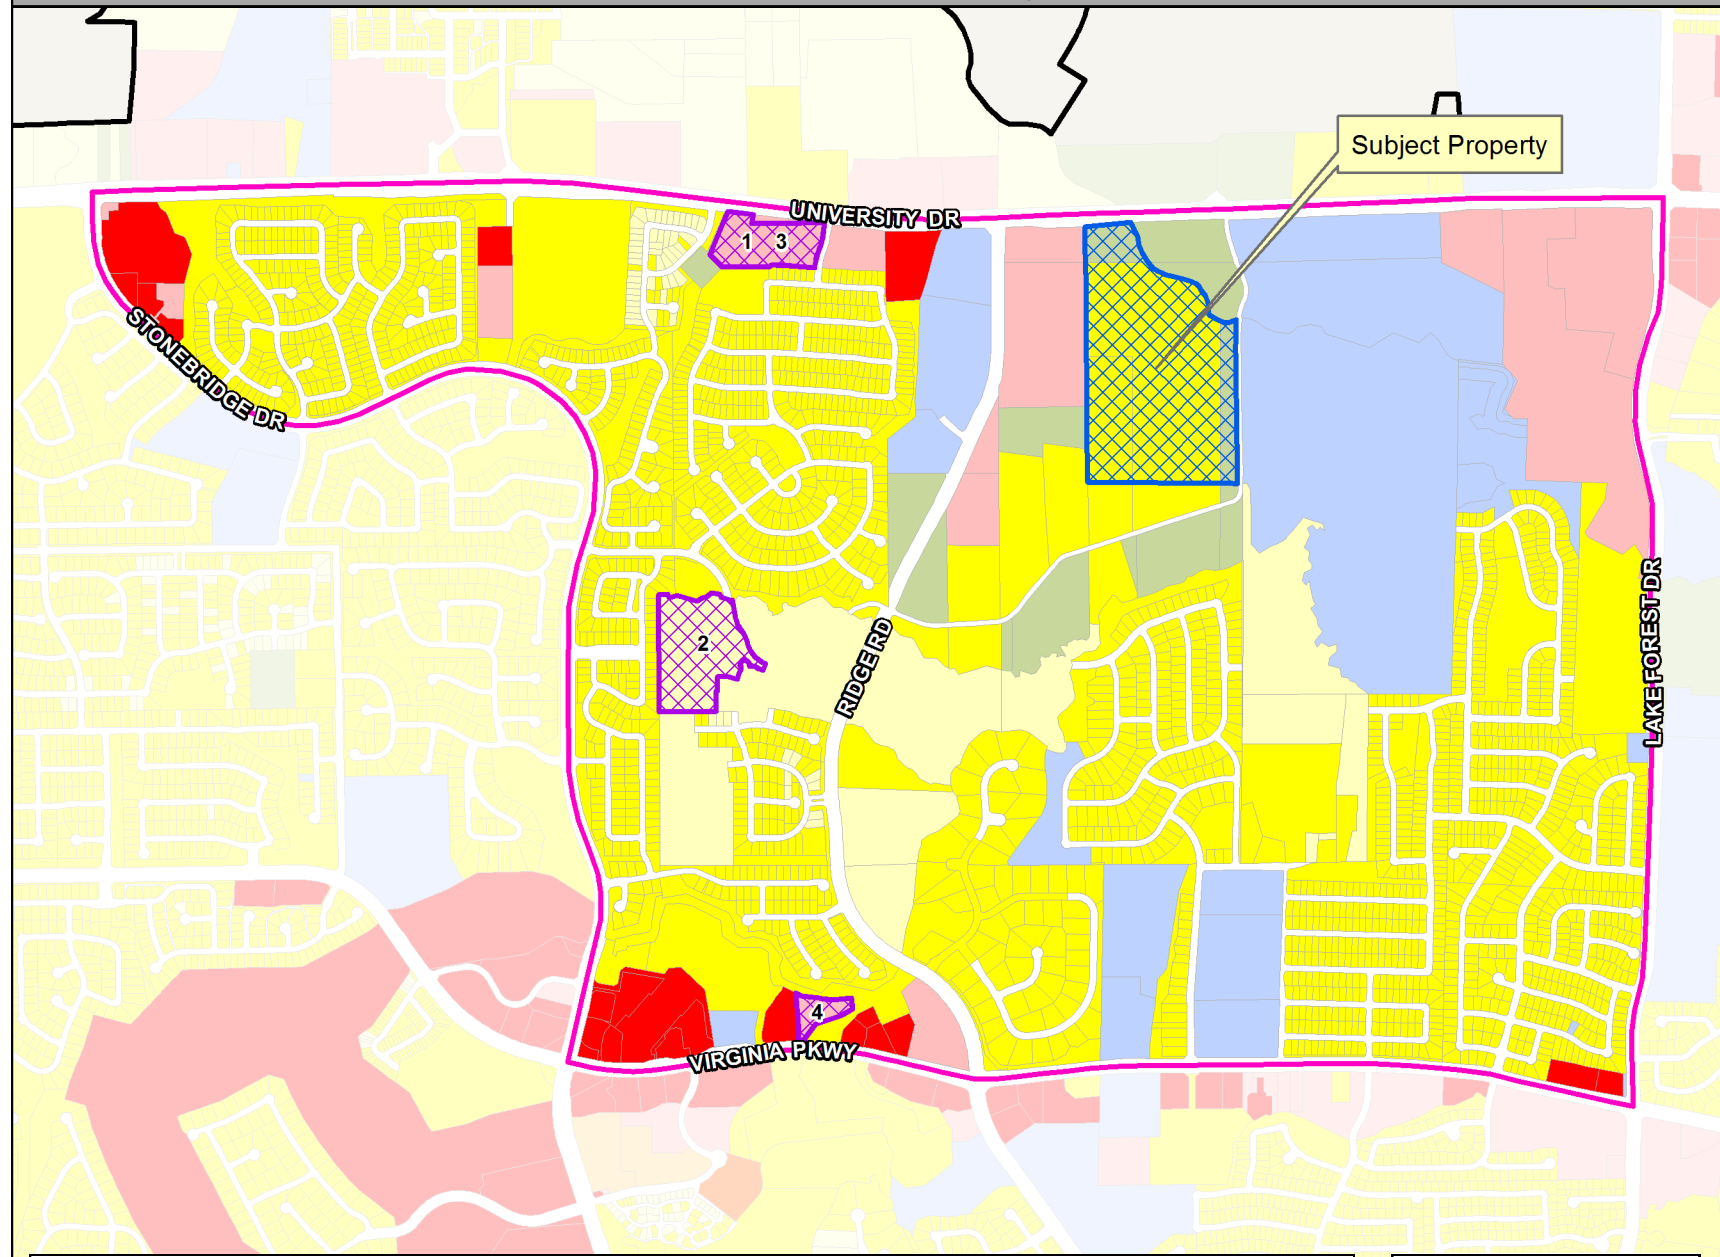 Subject Property
UNIVERSITY DR
1 3
STONEBRIDGE DR
2
RIDGE RD
LAKE FOREST DR
4
VIRGINIA PKWY